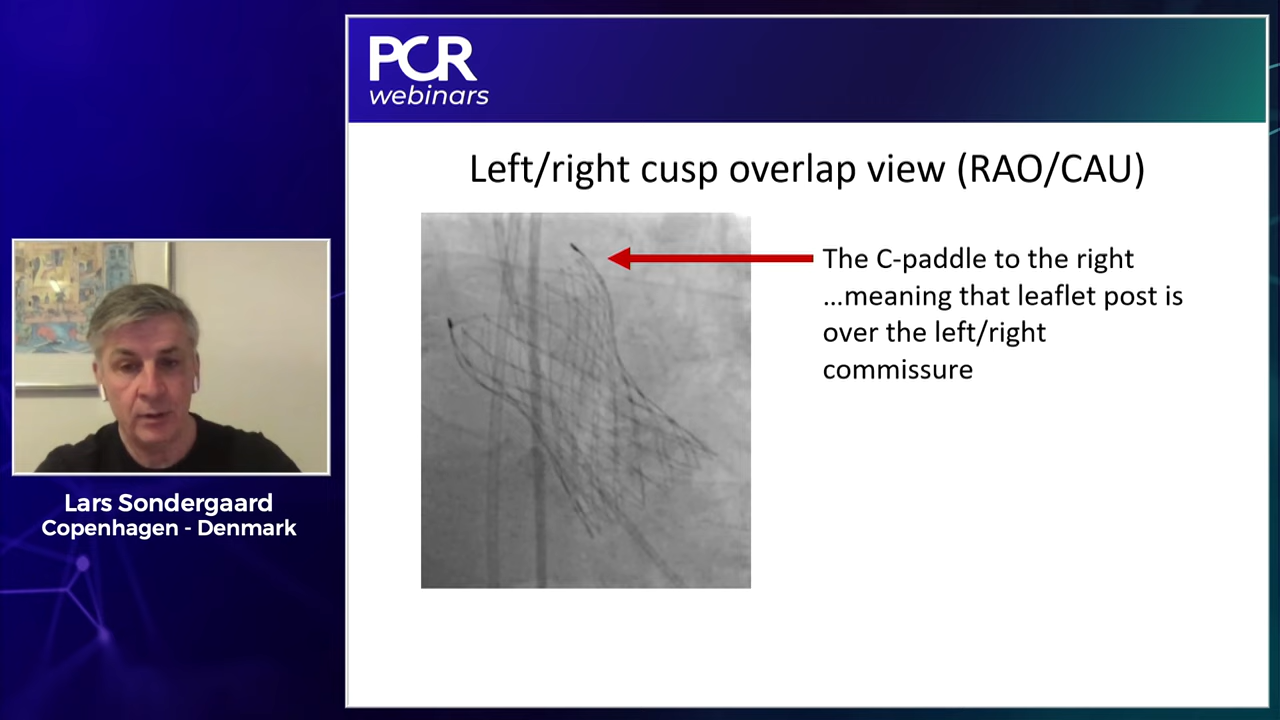 PCR
webinars
Left/right cusp overlap view (RAO/CAU)
The C-paddle to the right
...meaning that leaflet post is
over the left/right
commissure
Lars Sondergaard
Copenhagen - Denmark